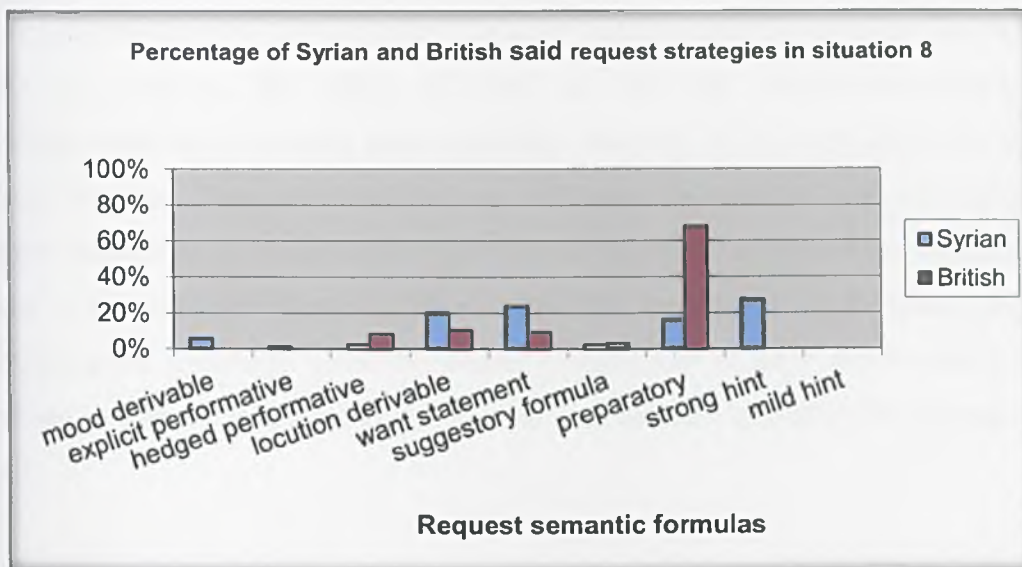 Percentage of Syrian and British said request strategies in situation 8
100%
80%
60%
40%
20%
0%
Syrian
British
mood derivable
explicit performative
hedged performative
locution derivable
want statement
suggestory formula
preparatory
strong hint
mild hint
Request semantic formulas